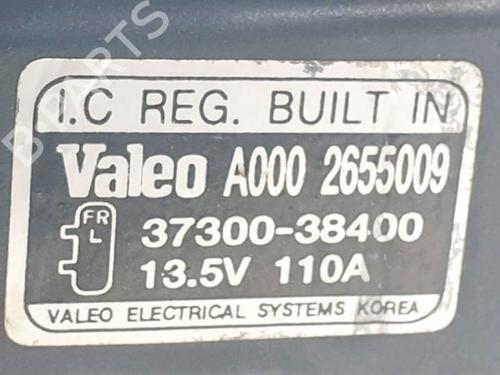 I.C REG. BUILT IN
Valeo A000 2655009
FR
L
37300-38400
13.5V 110A
VALEO ELECTRICAL SYSTEMS KOREA
B-PARTS